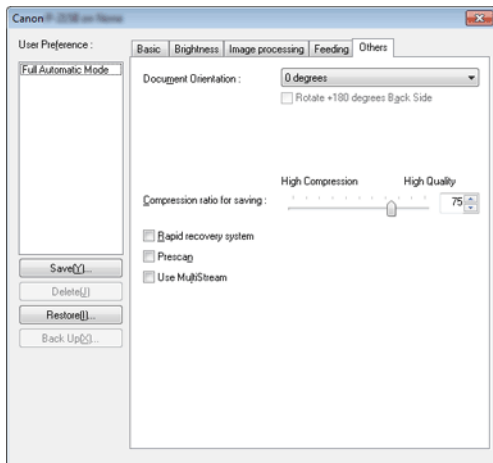 Canon
User Preference :
Full Automatic Mode
Save(Y)...
Delete(J)
Restore(I)...
Back Up(X)...
Basic Brightness Image processing Feeding Others
Document Orientation : 0 degrees
Rotate +180 degrees Back Side
High Compression High Quality
Compression ratio for saving : 75
Rapid recovery system
Prescan
Use MultiStream